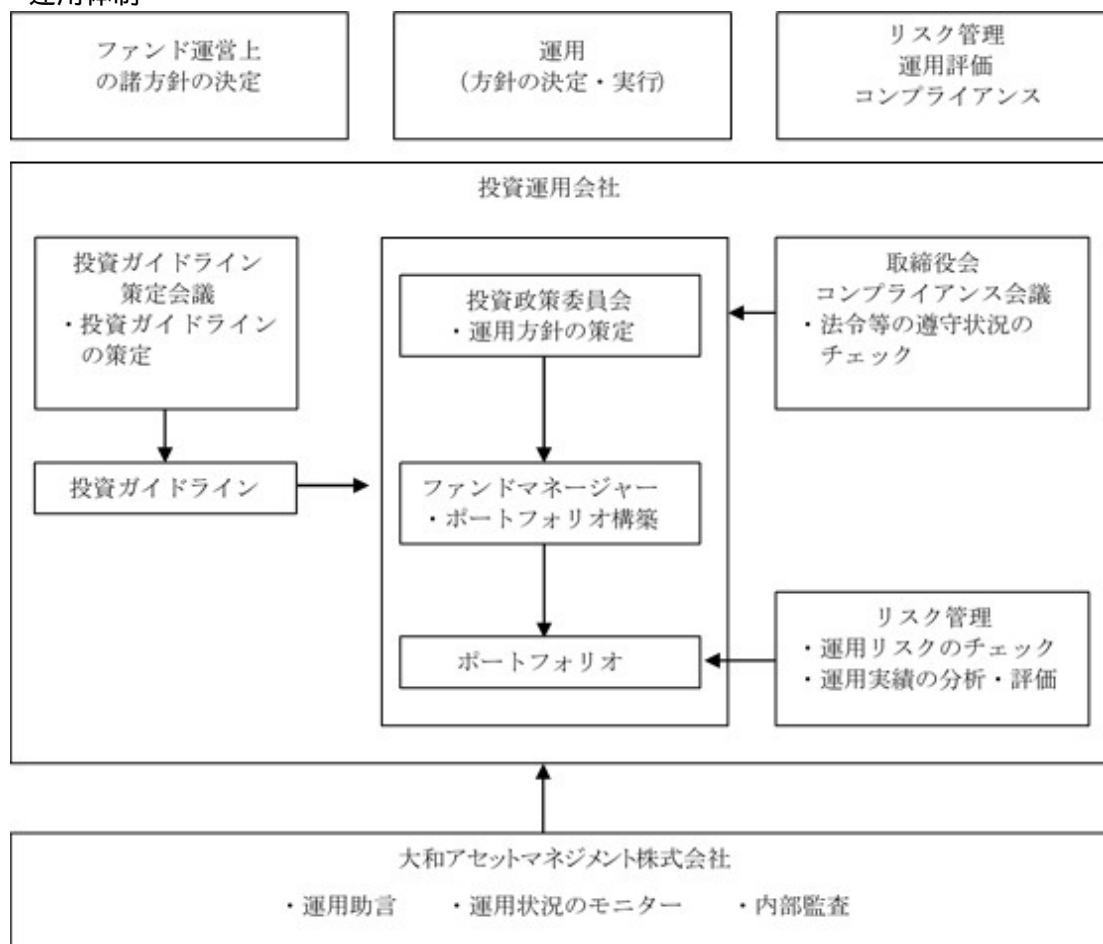 運用体制
ファンド運営上
の諸方針の決定
運用
(方針の決定・実行)
リスク管理
運用評価
コンプライアンス
投資運用会社
投資ガイドライン
策定会議
・投資ガイドライン
の策定
投資ガイドライン
投資政策委員会
・運用方針の策定
ファンドマネージャー
・ポートフォリオ構築
ポートフォリオ
取締役会
コンプライアンス会議
・法令等の遵守状況の
チェック
リスク管理
・運用リスクのチェック
・運用実績の分析・評価
大和アセットマネジメント株式会社
・運用助言 ・運用状況のモニター ・内部監査